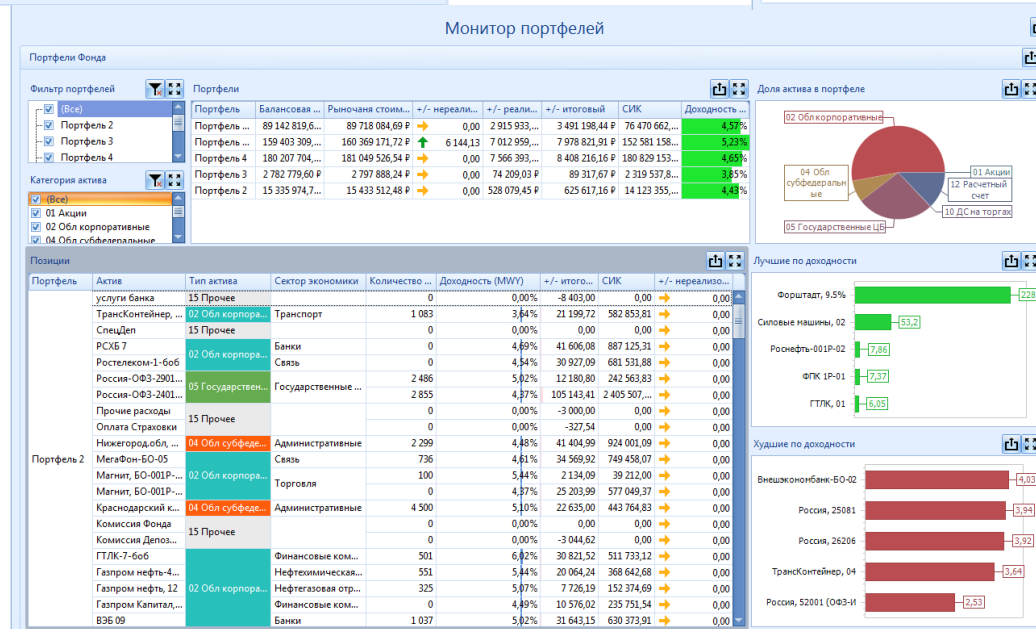 Монитор портфелей
Портфели Фонда
Фильтр портфелей
(Все)
Портфель 2
Портфель 3
Портфель 4
Категория актива
(Все)
01 Акции
02 Обл корпоративные
04 Обл субфедеральные
Портфели
Портфель Балансовая ... Рыночаня стоим... +/- нереали... +/- реали... +/- итоговый СИК Доходность ...
Портфель ... 89 142 819,6... 89 718 084,69 ₽ 0,00 2 915 933,... 3 491 198,44 ₽ 76 470 662,... 4,57%
Портфель ... 159 403 309,... 160 369 171,72 ₽ 6 144,13 7 012 959,... 7 978 821,91 ₽ 152 581 158... 5,23%
Портфель 4 180 207 704,... 181 049 526,54 ₽ 0,00 7 566 393,... 8 408 216,16 ₽ 180 829 153... 4,65%
Портфель 3 2 782 779,60 ₽ 2 797 888,24 ₽ 0,00 74 209,03 ₽ 89 317,67 ₽ 2 319 537,8... 3,85%
Портфель 2 15 335 974,7... 15 433 512,48 ₽ 0,00 528 079,45 ₽ 625 617,16 ₽ 14 123 355,... 4,43%
Доля актива в портфеле
02 Обл корпоративные
04 Обл
субфедеральн
ые
05 Государственные ЦБ
01 Акции
12 Расчетный
счет
10 ДС на торгах
Позиции
Портфель Актив Тип актива Сектор экономики Количество ... Доходность (MWY) +/- итого... СИК +/- нереализо...
Портфель 2
услуги банка 15 Прочее 0 0,00% -8 403,00 0,00 0,00
ТрансКонтейнер, ... 02 Обл корпора... Транспорт 1 083 3,64% 21 199,72 582 853,81 0,00
СпецДеп 15 Прочее 0 0,00% 0,00 0,00 0,00
РСХБ 7 02 Обл корпора... Банки 0 4,69% 41 606,08 887 125,31 0,00
Ростелеком-1-боб Связь 0 4,54% 30 927,09 681 531,88 0,00
Россия-ОФЗ-2901... 05 Государствен... Государственные ... 2 486 5,02% 12 180,80 242 563,83 0,00
Россия-ОФЗ-2401... 2 855 4,37% 105 143,41 2 405 507,... 0,00
Прочие расходы 15 Прочее 0 0,00% -3 000,00 0,00 0,00
Оплата Страховки 0 0,00% -327,54 0,00 0,00
Нижегород.обл, ... 04 Обл субфеде... Административные 2 299 4,48% 41 404,99 924 001,09 0,00
МегаФон-БО-05 02 Обл корпора... Связь 736 4,61% 34 569,92 749 458,07 0,00
Магнит, БО-001Р-... Торговля 100 5,44% 2 134,09 39 212,00 0,00
Магнит, БО-001Р-... 0 4,37% 25 203,99 577 049,37 0,00
Краснодарский к... 04 Обл субфеде... Административные 4 500 5,10% 22 635,00 443 764,83 0,00
Комиссия Фонда 15 Прочее 0 0,00% 0,00 0,00 0,00
Комиссия Депоз... 0 0,00% -3 044,62 0,00 0,00
ГТЛК-7-боб 02 Обл корпора... Финансовые ком... 501 6,02% 30 821,52 511 733,12 0,00
Газпром нефть-4... Нефтехимическая... 551 5,44% 20 064,24 368 642,68 0,00
Газпром нефть, 12 Нефтегазовая отр... 325 5,07% 7 726,19 152 374,69 0,00
Газпром Капитал,... Финансовые ком... 0 4,49% 10 576,02 235 751,54 0,00
ВЭБ 09 Банки 1 037 5,02% 31 643,15 630 373,91 0,00
Лучшие по доходности
Форштадт, 9.5% 228
Силовые машины, 02 53,2
Роснефть-001Р-02 7,86
ФПК 1Р-01 7,37
ГТЛК, 01 6,05
Худшие по доходности
Внешэкономбанк-БО-02 4,03
Россия, 25081 3,94
Россия, 26206 3,92
ТрансКонтейнер, 04 3,64
Россия, 52001 (ОФЗ-И 2,53